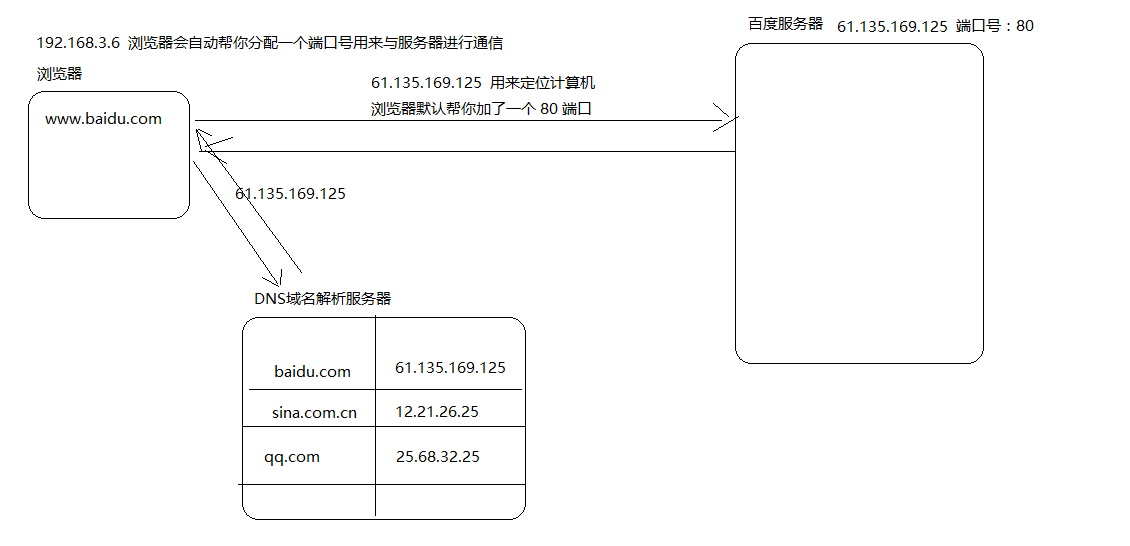 百度服务器 61.135.169.125 端口号：80
192.168.3.6 浏览器会自动帮你分配一个端口号用来与服务器进行通信
浏览器
www.baidu.com
61.135.169.125 用来定位计算机
浏览器默认帮你加了一个 80 端口
61.135.169.125
DNS域名解析服务器
baidu.com 61.135.169.125
sina.com.cn 12.21.26.25
qq.com 25.68.32.25